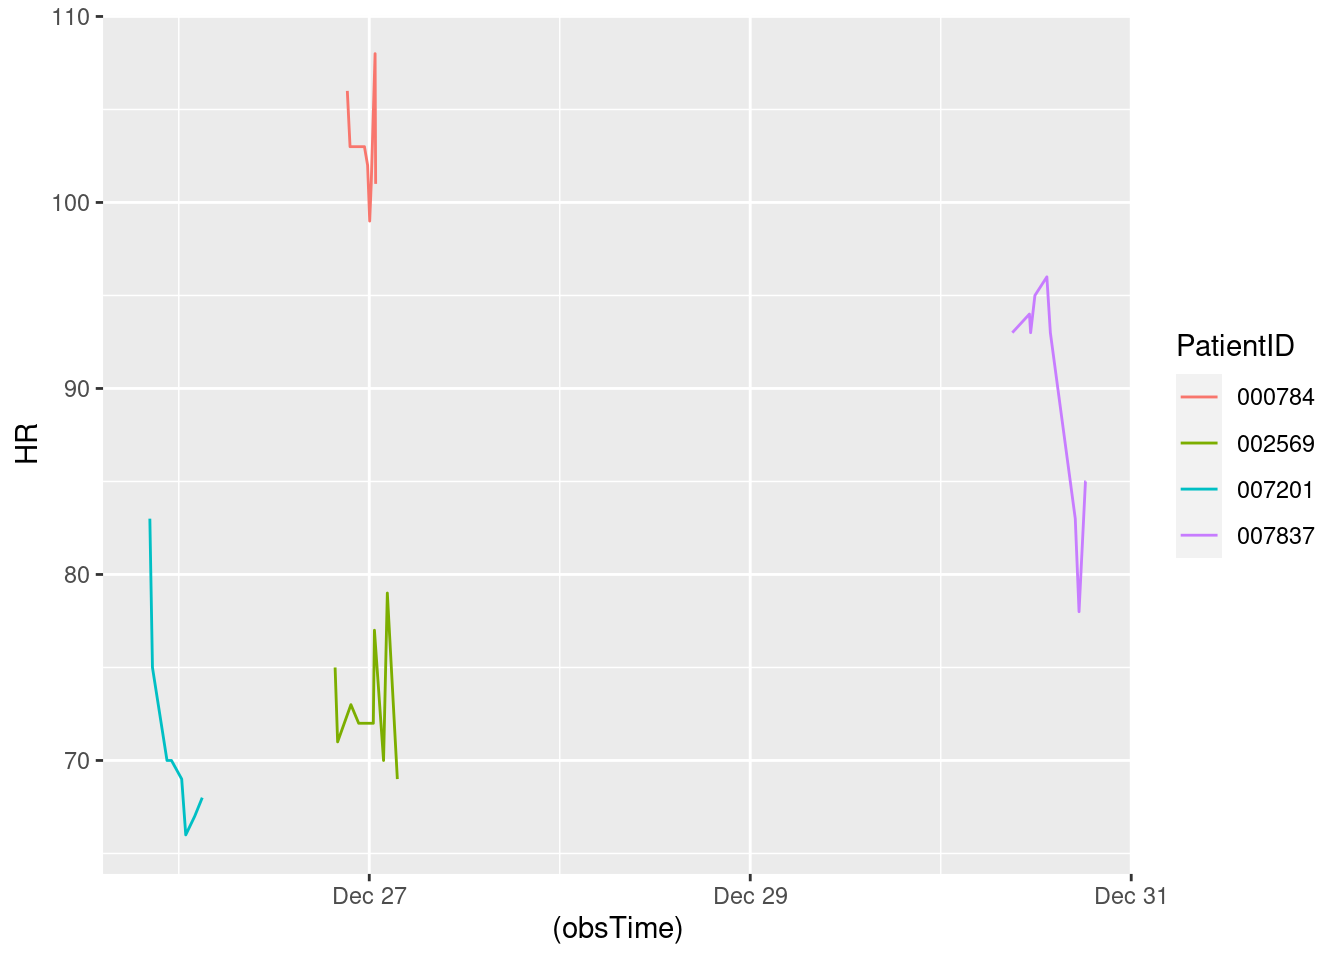 110
100
90
80
70
HR
Dec 27
Dec 29
Dec 31
(obsTime)
PatientID
000784
002569
007201
007837